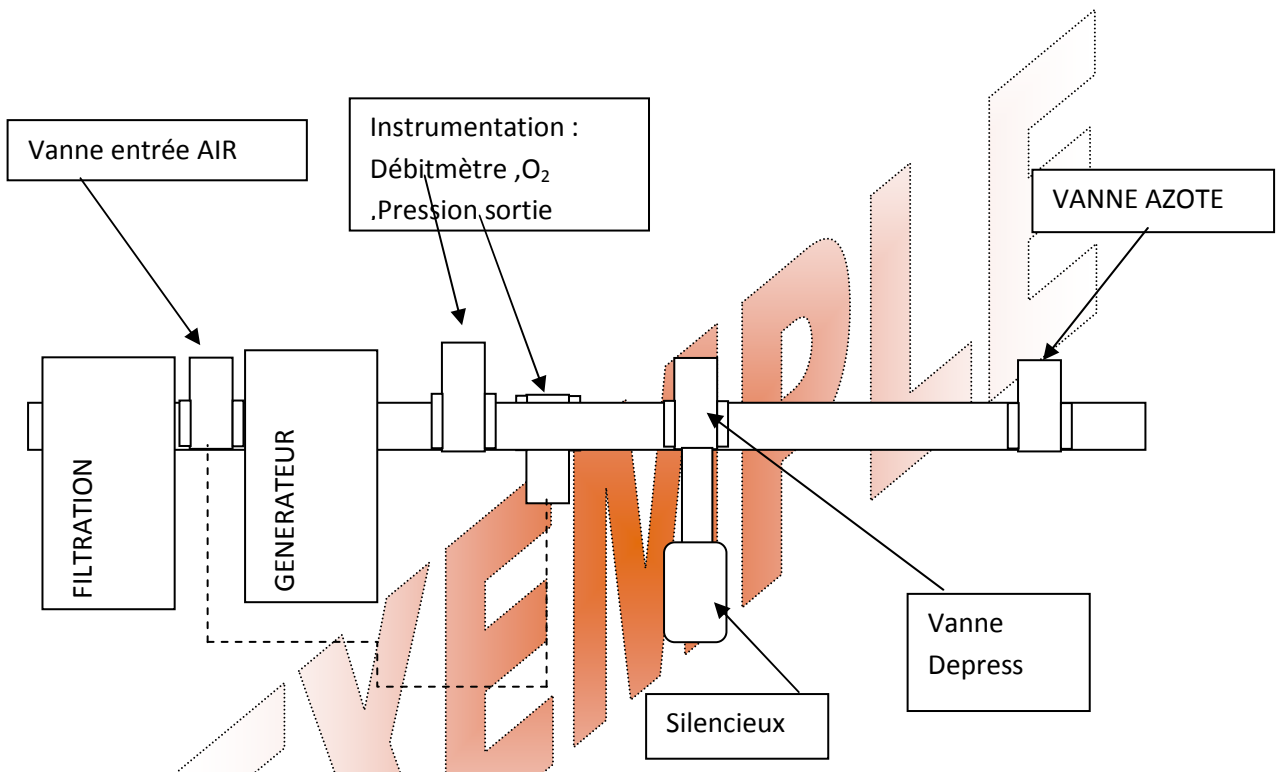 Vanne entrée AIR
Instrumentation :
Débitmètre ,O₂
,Pression sortie
VANNE AZOTE
FILTRATION
GENERATEUR
Vanne
Depress
Silencieux
EXEMPLE